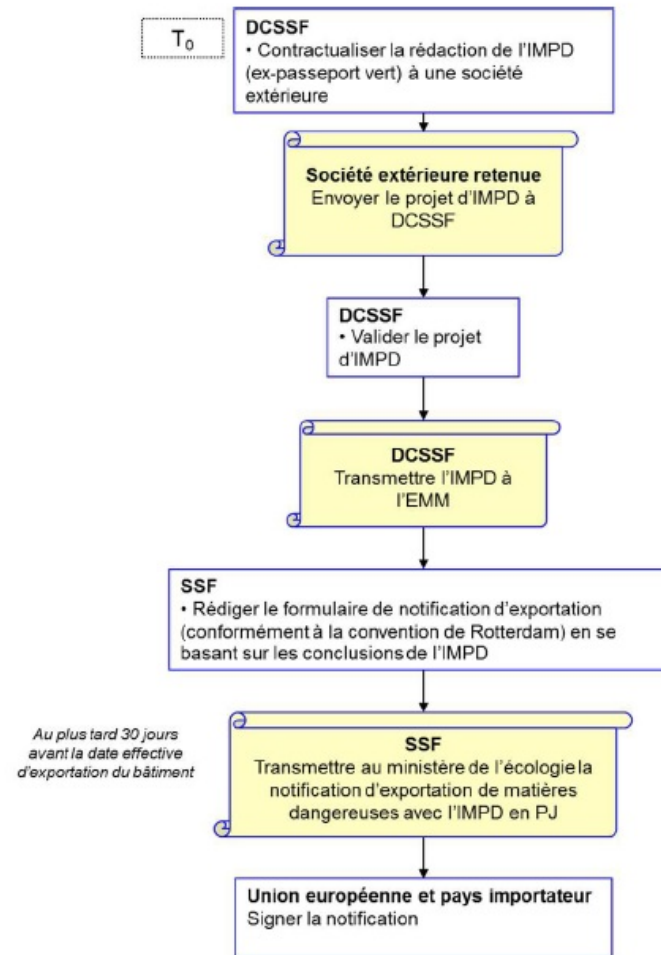 T0
DCSSF
• Contractualiser la rédaction de l'IMPD
(ex-passeport vert) à une société
extérieure
Société extérieure retenue
Envoyer le projet d'IMPD à
DCSSF
DCSSF
• Valider le projet
d'IMPD
DCSSF
Transmettre l'IMPD à
l'EMM
SSF
• Rédiger le formulaire de notification d'exportation
(conformément à la convention de Rotterdam) en se
basant sur les conclusions de l'IMPD
Au plus tard 30 jours
avant la date effective
d'exportation du bâtiment
SSF
Transmettre au ministère de l'écologie la
notification d'exportation de matières
dangereuses avec l'IMPD en PJ
Union européenne et pays importateur
Signer la notification